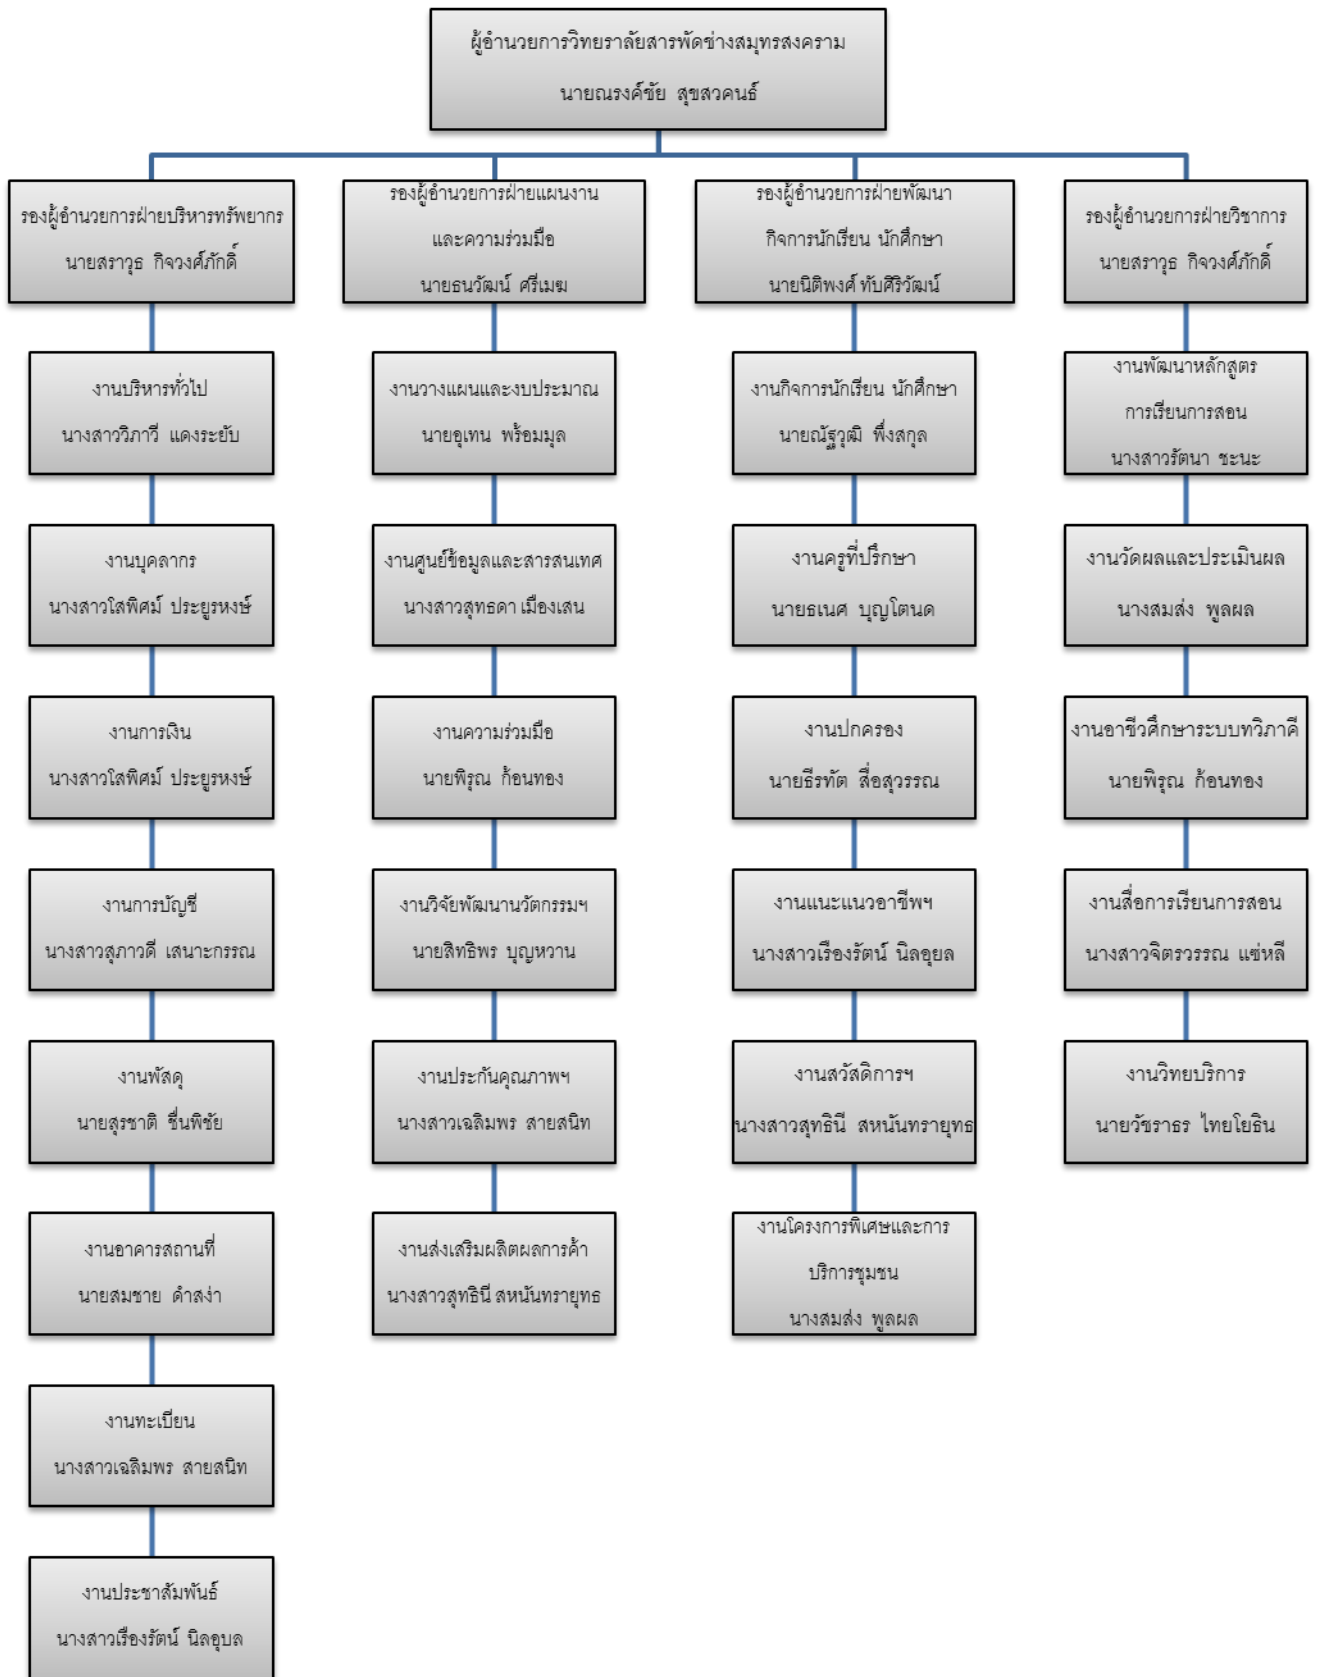 ผู้อำนวยการวิทยราลัยสารพัดช่างสมุทรสงคราม
นายณรงค์ชัย สุขสวคนธ์
รองผู้อำนวยการฝ่ายบริหารทรัพยากร
นายสราวุธ กิจวงศ์ภักดิ์
รองผู้อำนวยการฝ่ายแผนงาน
และความร่วมมือ
นายธนวัฒน์ ศรีเมฆ
รองผู้อำนวยการฝ่ายพัฒนา
กิจการนักเรียน นักศึกษา
นายนิติพงศ์ ทับศิริวัฒน์
รองผู้อำนวยการฝ่ายวิชาการ
นายสราวุธ กิจวงศ์ภักดิ์
งานบริหารทั่วไป
นางสาววิภาวี แดงระยับ
งานบุคลากร
นางสาวโสพิศม์ ประยูรหงษ์
งานการเงิน
นางสาวโสพิศม์ ประยูรหงษ์
งานการบัญชี
นางสาวสุภาวดี เสนาะกรรณ
งานพัสดุ
นายสุรชาติ ชื่นพิชัย
งานอาคารสถานที่
นายสมชาย ดำสง่า
งานทะเบียน
นางสาวเฉลิมพร สายสนิท
งานประชาสัมพันธ์
นางสาวเรืองรัตน์ นิลอุบล
งานวางแผนและงบประมาณ
นายอุเทน พร้อมมุล
งานศูนย์ข้อมูลและสารสนเทศ
นางสาวสุทธดา เมืองเสน
งานความร่วมมือ
นายพิรุณ ก้อนทอง
งานวิจัยพัฒนานวัตกรรมฯ
นายสิทธิพร บุญหวาน
งานประกันคุณภาพฯ
นางสาวเฉลิมพร สายสนิท
งานส่งเสริมผลิตผลการค้า
นางสาวสุทธินี สหนันทรายุทธ
งานกิจการนักเรียน นักศึกษา
นายณัฐวุฒิ พึ่งสกุล
งานครูที่ปรึกษา
นายธเนศ บุญโตนด
งานปกครอง
นายธีรทัต สื่อสุวรรณ
งานแนะแนวอาชีพฯ
นางสาวเรืองรัตน์ นิลอุยล
งานสวัสดิการฯ
นางสาวสุทธินี สหนันทรายุทธ
งานโครงการพิเศษและการ
บริการชุมชน
นางสมส่ง พูลผล
งานพัฒนาหลักสูตร
การเรียนการสอน
นางสาวรัตนา ชะนะ
งานวัดผลและประเมินผล
นางสมส่ง พูลผล
งานอาชีวศึกษาระบบทวิภาคี
นายพิรุณ ก้อนทอง
งานสื่อการเรียนการสอน
นางสาวจิตรวรรณ แซ่หลี
งานวิทยบริการ
นายวัชราธร ไทยโยธิน